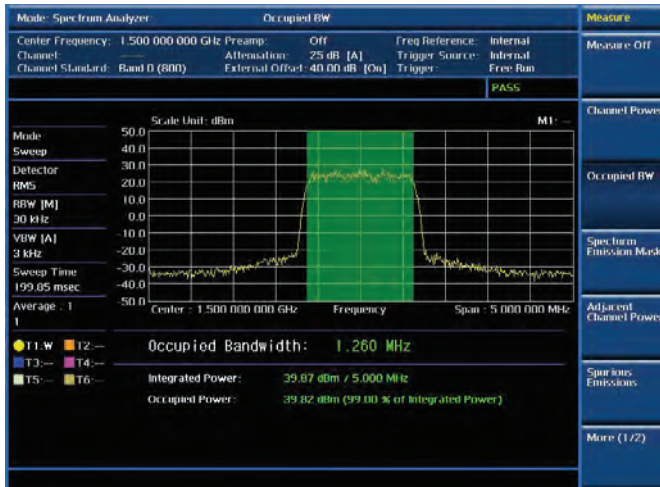 Mode: Spectrum Analyzer Occupied BW
Measure
Center Frequency: 1.500 000 000 GHz Preamp: Off Freq Reference: Internal
Channel: ---- Attenuation: 25 dB [A] Trigger Source: Internal
Channel Standard: Band 0 (800) External Offset: 40.00 dB [On] Trigger: Free Run
PASS
Measure Off
Channel Power
Occupied BW
Specturm
Emission Mask
Adjacent
Channel Power
Spurious
Emissions
More (1/2)
Mode
Sweep
Detector
RMS
RBW [M]
30 kHz
VBW [A]
3 kHz
Sweep Time
199.85 msec
Average : 1
1
T1:W T2:--
T3:-- T4:--
T5:-- T6:--
Scale Unit: dBm M1: --
50.0
40.0
30.0
20.0
10.0
0.0
-10.0
-20.0
-30.0
-40.0
-50.0
Center : 1.500 000 000 GHz Frequency Span : 5.000 000 MHz
Occupied Bandwidth: 1.260 MHz
Integrated Power: 39.87 dBm / 5.000 MHz
Occupied Power: 39.82 dBm (99.00 % of Integrated Power)